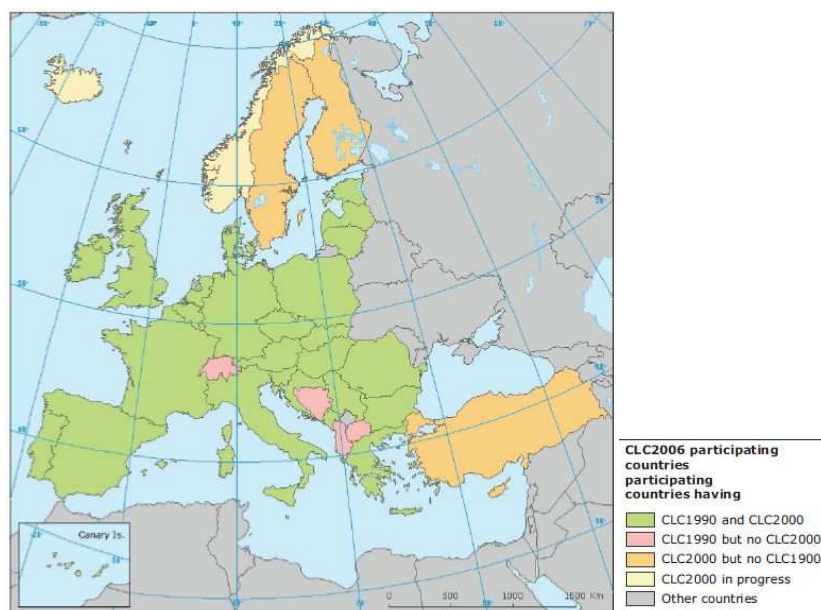 Canary Is.
0 500 1000 1500 Km
CLC2006 participating
countries
participating
countries having
CLC1990 and CLC2000
CLC1990 but no CLC2000
CLC2000 but no CLC1900
CLC2000 in progress
Other countries